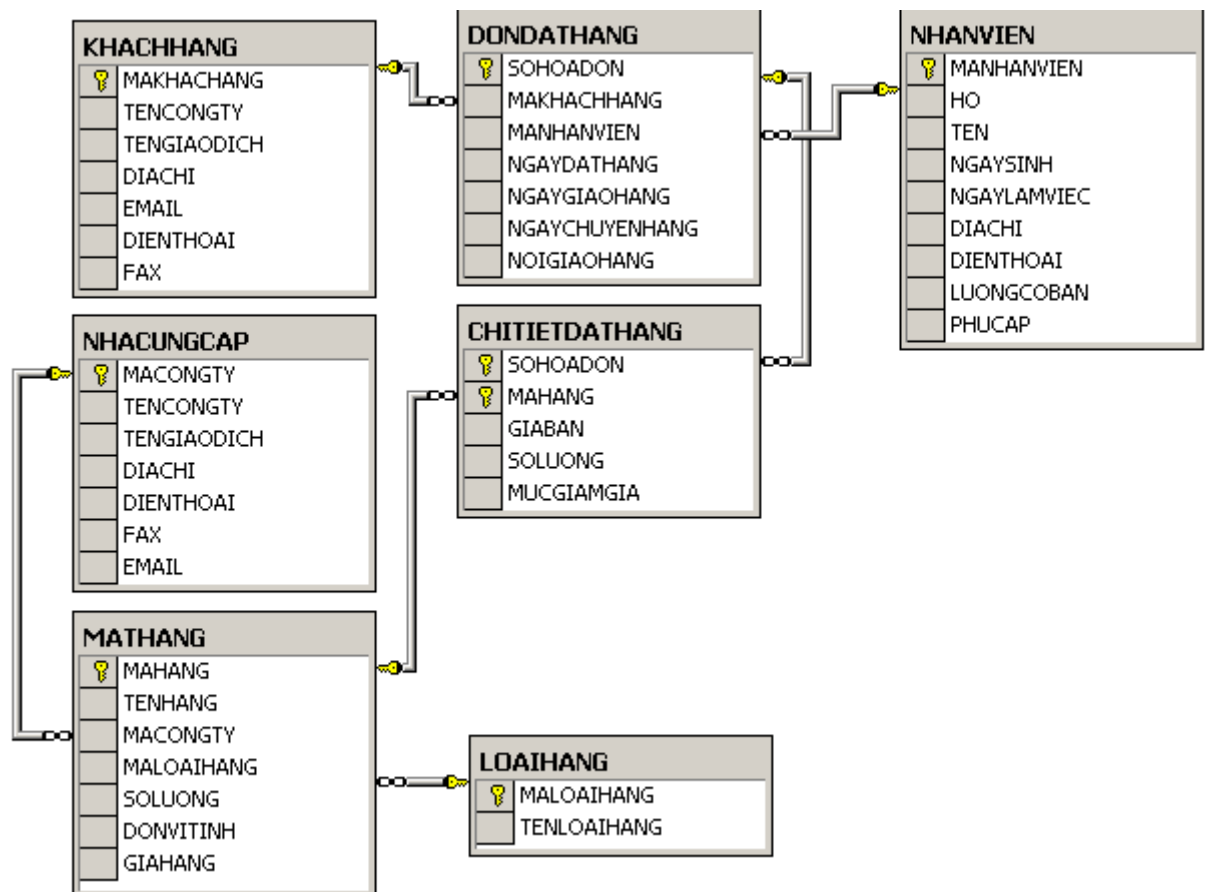 KHACHHANG
MAKHACHANG
TENCONGTY
TENGIAODICH
DIACHI
EMAIL
DIENTHOAI
FAX
DONDATHANG
SOHOADON
MAKHACHHANG
MANHANVIEN
NGAYDATHANG
NGAYGIAOHANG
NGAYCHUYENHANG
NOIGIAOHANG
NHANVIEN
MANHANVIEN
HO
TEN
NGAYSINH
NGAYLAMVIEC
DIACHI
DIENTHOAI
LUONGCOBAN
PHUCAP
NHACUNGCAP
MACONGTY
TENCONGTY
TENGIAODICH
DIACHI
DIENTHOAI
FAX
EMAIL
CHITIETDATHANG
SOHOADON
MAHANG
GIABAN
SOLUONG
MUCGIAMGIA
MATHANG
MAHANG
TENHANG
MACONGTY
MALOAIHANG
SOLUONG
DONVITINH
GIAHANG
LOAIHANG
MALOAIHANG
TENLOAIHANG